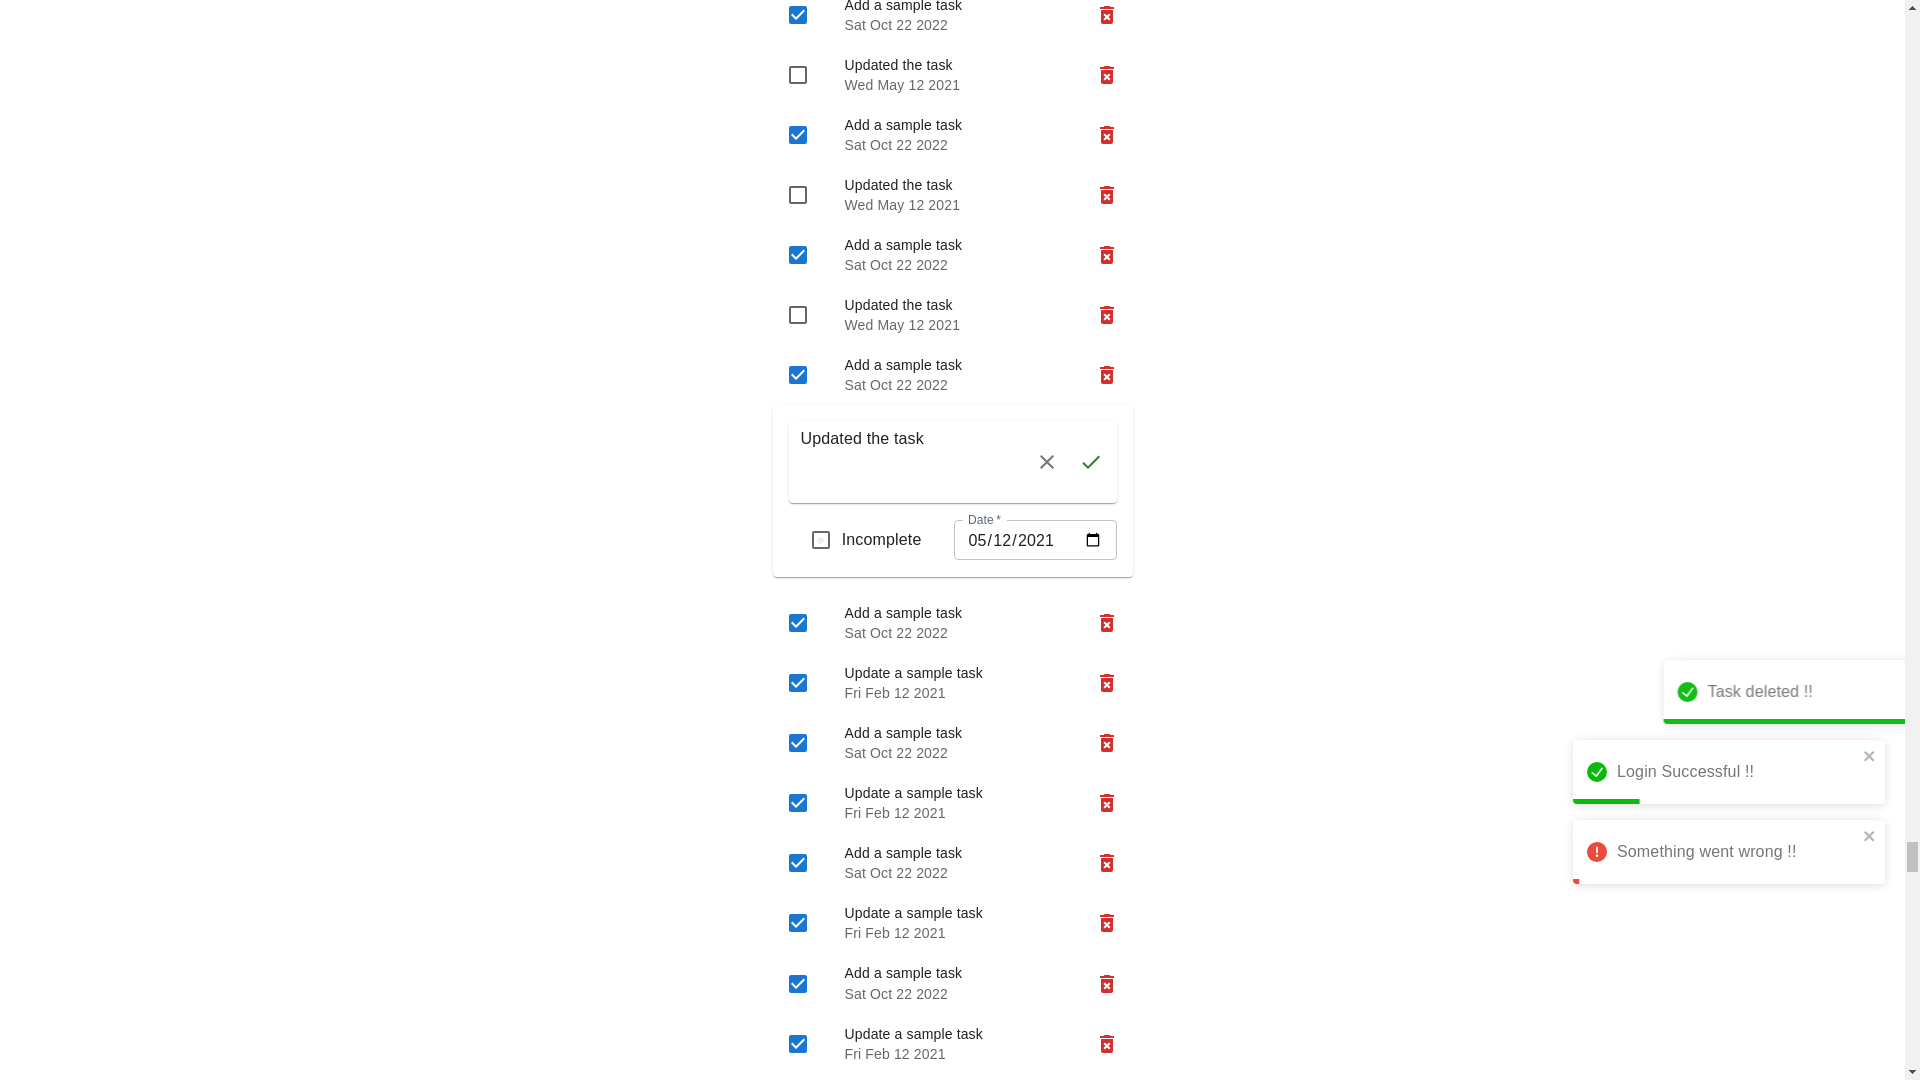 Add a sample task
Sat Oct 22 2022
Updated the task
Wed May 12 2021
Add a sample task
Sat Oct 22 2022
Updated the task
Wed May 12 2021
Add a sample task
Sat Oct 22 2022
Updated the task
Wed May 12 2021
Add a sample task
Sat Oct 22 2022
Updated the task
Date *
Incomplete
05/12/2021
Add a sample task
Sat Oct 22 2022
Update a sample task
Fri Feb 12 2021
Add a sample task
Sat Oct 22 2022
Update a sample task
Fri Feb 12 2021
Add a sample task
Sat Oct 22 2022
Update a sample task
Fri Feb 12 2021
Add a sample task
Sat Oct 22 2022
Update a sample task
Fri Feb 12 2021
Task deleted !!
Login Successful !!
Something went wrong !!